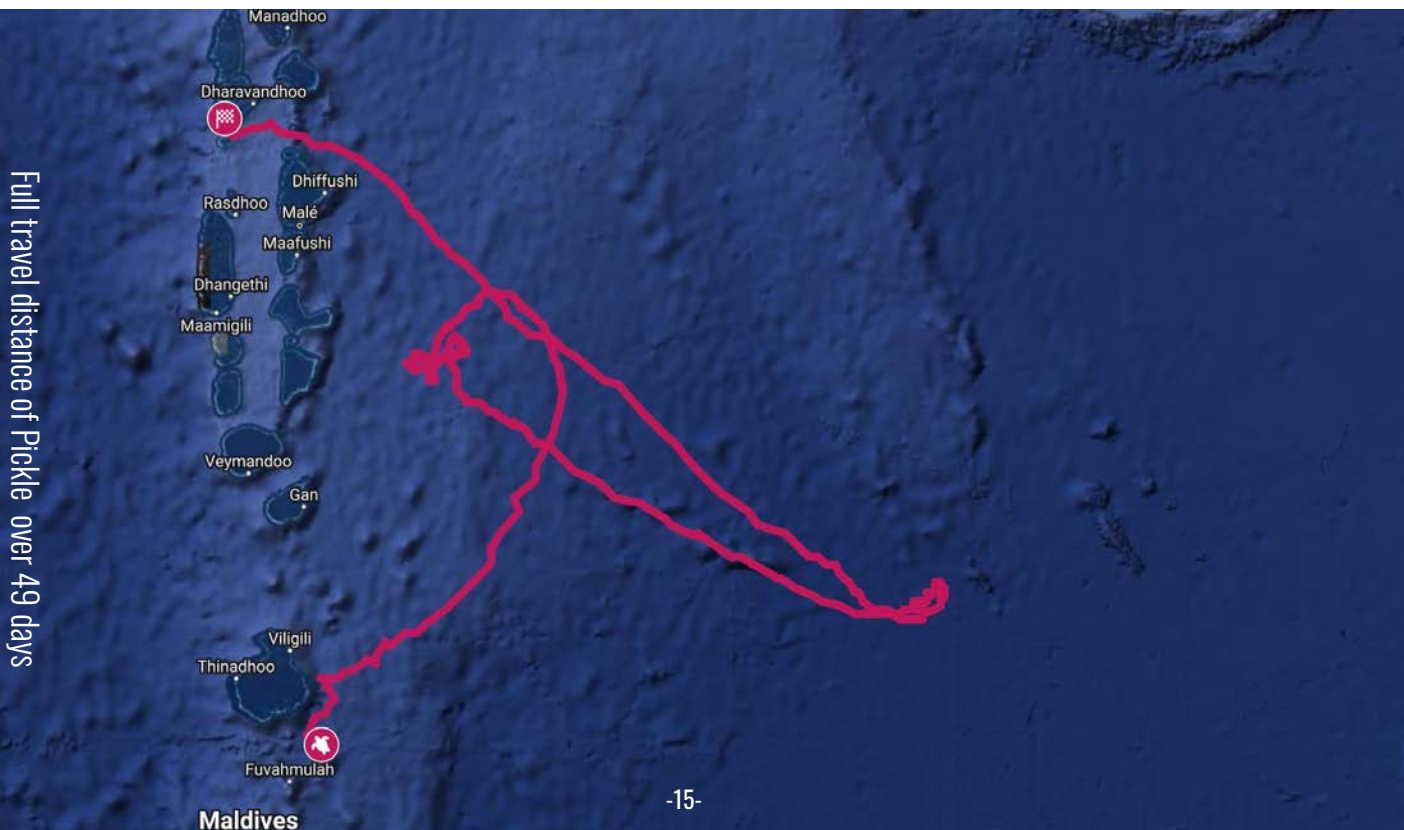 Manadhoo
Dharavandhoo
Full travel distance of Pickle over 49 days
Dhiffushi
Rasdhoo
Malé
Maafushi
Dhangethi
Maamigili
Veymandoo
Gan
Viligili
Thinadhoo
Fuvahmulah
-15-
Maldives